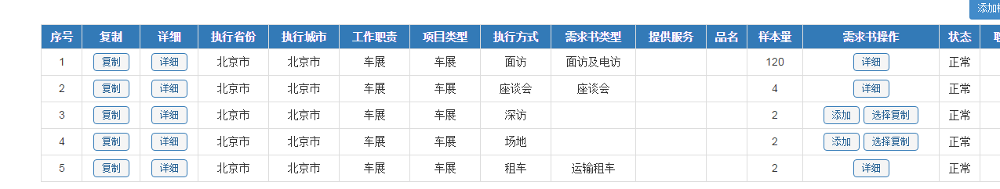 添加
序号 复制 详细 执行省份 执行城市 工作职责 项目类型 执行方式 需求书类型 提供服务 品名 样本量 需求书操作 状态
1 复制 详细 北京市 北京市 车展 车展 面访 面访及电访 120 详细 正常
2 复制 详细 北京市 北京市 车展 车展 座谈会 座谈会 4 详细 正常
3 复制 详细 北京市 北京市 车展 车展 深访 2 添加 选择复制 正常
4 复制 详细 北京市 北京市 车展 车展 场地 2 添加 选择复制 正常
5 复制 详细 北京市 北京市 车展 车展 租车 运输租车 2 详细 正常